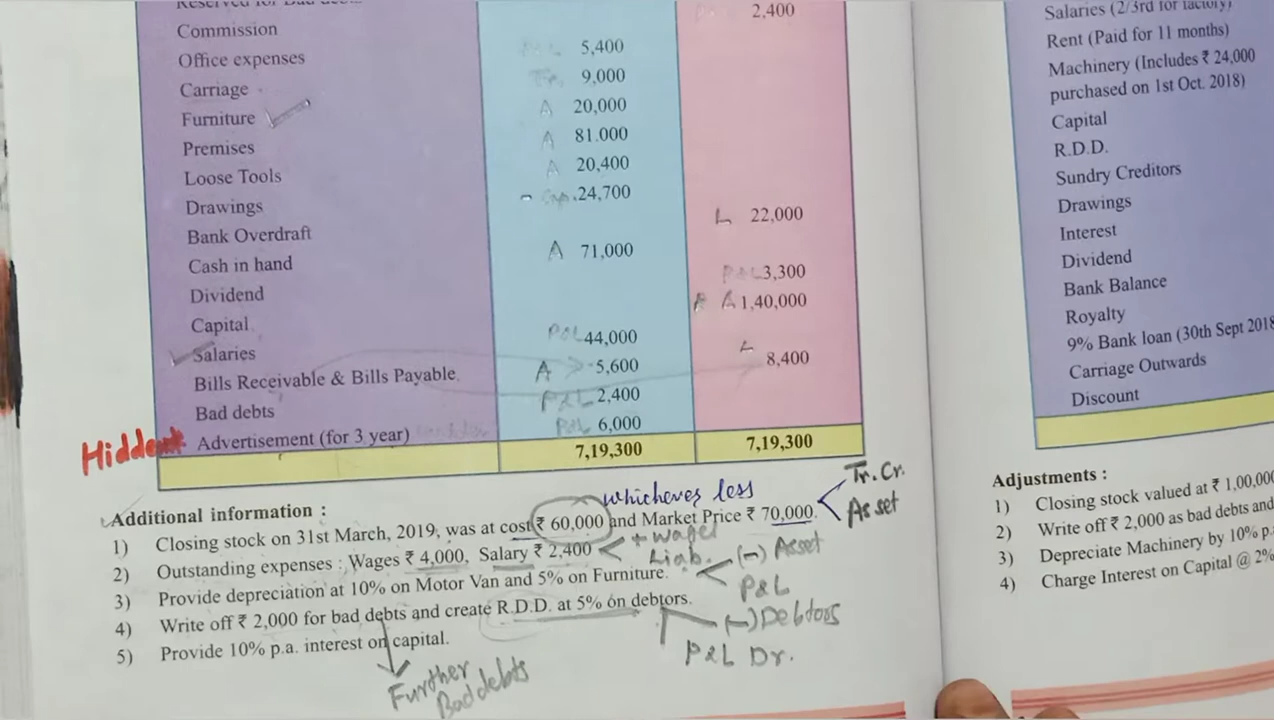 2,400
Commission
Office expenses 5,400
Carriage Tr. 9,000
Furniture A 20,000
Premises A 81.000
Loose Tools A 20,400
Drawings - 24,700
Bank Overdraft L 22,000
Cash in hand A 71,000
Dividend P&L 3,300
Capital A 1,40,000
Salaries P&L 44,000
Bills Receivable & Bills Payable. A 5,600 L 8,400
Bad debts P&L 2,400
Hidden Advertisement (for 3 year) P&L 6,000
7,19,300 7,19,300
whichever less
Tr. Cr.
Asset
Additional information :
1) Closing stock on 31st March, 2019, was at cost ₹ 60,000 and Market Price ₹ 70,000.
2) Outstanding expenses : Wages ₹ 4,000, Salary ₹ 2,400
+ wages
Liab.
3) Provide depreciation at 10% on Motor Van and 5% on Furniture.
(-) Asset
P&L
4) Write off ₹ 2,000 for bad debts and create R.D.D. at 5% on debtors.
(-) Debtors
P&L Dr.
5) Provide 10% p.a. interest on capital.
Further
Bad debts
Salaries (2/3rd for factory)
Rent (Paid for 11 months)
Machinery (Includes ₹ 24,000
purchased on 1st Oct. 2018)
Capital
R.D.D.
Sundry Creditors
Drawings
Interest
Dividend
Bank Balance
Royalty
9% Bank loan (30th Sept 2018
Carriage Outwards
Discount
Adjustments :
1) Closing stock valued at ₹ 1,00,000
2) Write off ₹ 2,000 as bad debts and
3) Depreciate Machinery by 10% p.
4) Charge Interest on Capital @ 2%